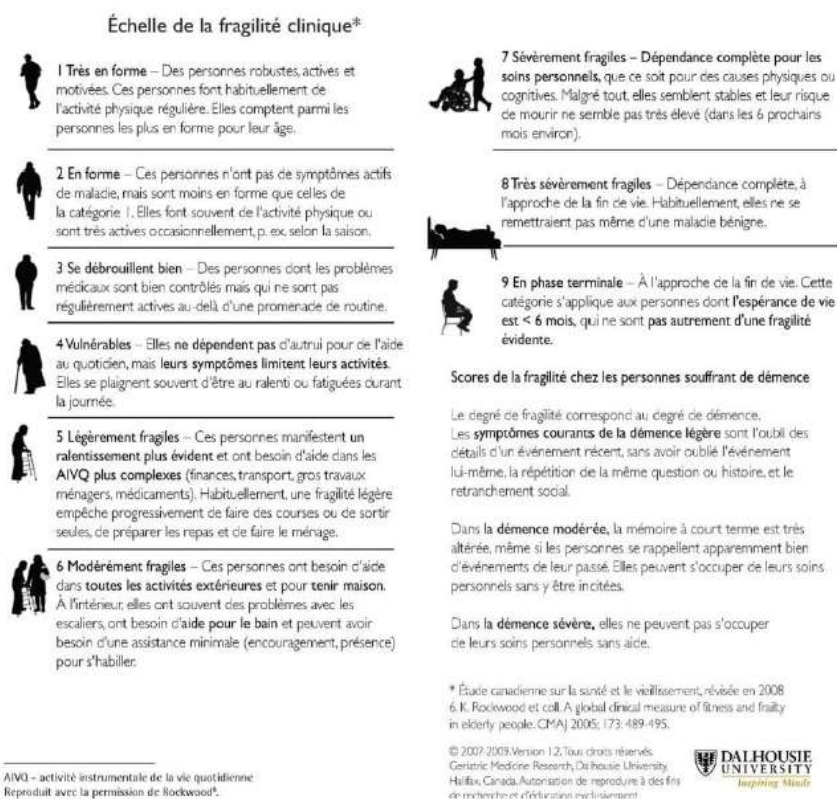 Échelle de la fragilité clinique*
1 Très en forme – Des personnes robustes, actives et
motivées. Ces personnes font habituellement de
l'activité physique régulière. Elles comptent parmi les
personnes les plus en forme pour leur âge.
2 En forme – Ces personnes n'ont pas de symptômes actifs
de maladie, mais sont moins en forme que celles de
la catégorie 1. Elles font souvent de l'activité physique ou
sont très actives occasionnellement, p. ex. selon la saison.
3 Se débrouillent bien – Des personnes dont les problèmes
médicaux sont bien contrôlés mais qui ne sont pas
régulièrement actives au-delà d'une promenade de routine.
4 Vulnérables – Elles ne dépendent pas d'autrui pour de l'aide
au quotidien, mais leurs symptômes limitent leurs activités.
Elles se plaignent souvent d'être au ralenti ou fatiguées durant
la journée.
5 Légèrement fragiles – Ces personnes manifestent un
ralentissement plus évident et ont besoin d'aide dans les
AIVQ plus complexes (finances, transport, gros travaux
ménagers, médicaments). Habituellement, une fragilité légère
empêche progressivement de faire des courses ou de sortir
seules, de préparer les repas et de faire le ménage.
6 Modérément fragiles – Ces personnes ont besoin d'aide
dans toutes les activités extérieures et pour tenir maison.
À l'intérieur, elles ont souvent des problèmes avec les
escaliers, ont besoin d'aide pour le bain et peuvent avoir
besoin d'une assistance minimale (encouragement, présence)
pour s'habiller.
AIVQ – activité instrumentale de la vie quotidienne
Reproduit avec la permission de Rockwood⁶.
7 Sévèrement fragiles – Dépendance complète pour les
soins personnels, que ce soit pour des causes physiques ou
cognitives. Malgré tout, elles semblent stables et leur risque
de mourir ne semble pas très élevé (dans les 6 prochains
mois environ).
8 Très sévèrement fragiles – Dépendance complète, à
l'approche de la fin de vie. Habituellement, elles ne se
remettraient pas même d'une maladie bénigne.
9 En phase terminale – À l'approche de la fin de vie. Cette
catégorie s'applique aux personnes dont l'espérance de vie
est < 6 mois, qui ne sont pas autrement d'une fragilité
évidente.
Scores de la fragilité chez les personnes souffrant de démence
Le degré de fragilité correspond au degré de démence.
Les symptômes courants de la démence légère sont l'oubli des
détails d'un événement récent, sans avoir oublié l'événement
lui-même, la répétition de la même question ou histoire, et le
retranchement social.
Dans la démence modérée, la mémoire à court terme est très
altérée, même si les personnes se rappellent apparemment bien
d'événements de leur passé. Elles peuvent s'occuper de leurs soins
personnels sans y être incitées.
Dans la démence sévère, elles ne peuvent pas s'occuper
de leurs soins personnels sans aide.
* Étude canadienne sur la santé et le vieillissement, révisée en 2008
6. K. Rockwood et coll. A global clinical measure of fitness and frailty
in elderly people. CMAJ 2005; 173: 489-495.
© 2007-2009. Version 1.2. Tous droits réservés.
Geriatric Medicine Research, Dalhousie University,
Halifax, Canada. Autorisation de reproduire à des fins
de recherche et d'éducation exclusivement.
DALHOUSIE
UNIVERSITY
Inspiring Minds